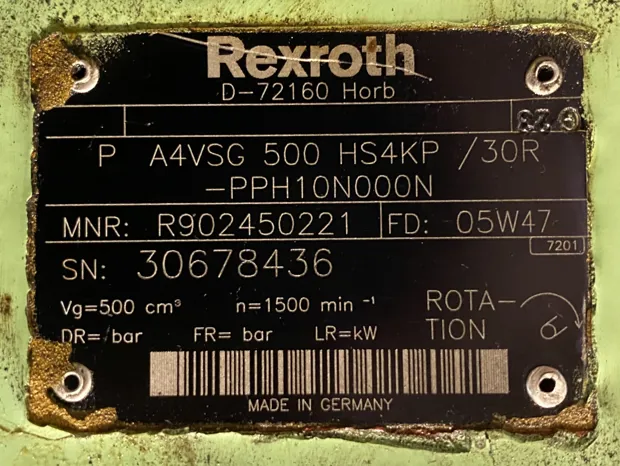 Rexroth
D-72160 Horb
P A4VSG 500 HS4KP /30R
-PPH10N000N
MNR: R902450221 FD: 05W47
7201
SN: 30678436
Vg=500 cm³ n=1500 min ⁻¹ ROTA-
TION
DR= bar FR= bar LR=kW
MADE IN GERMANY